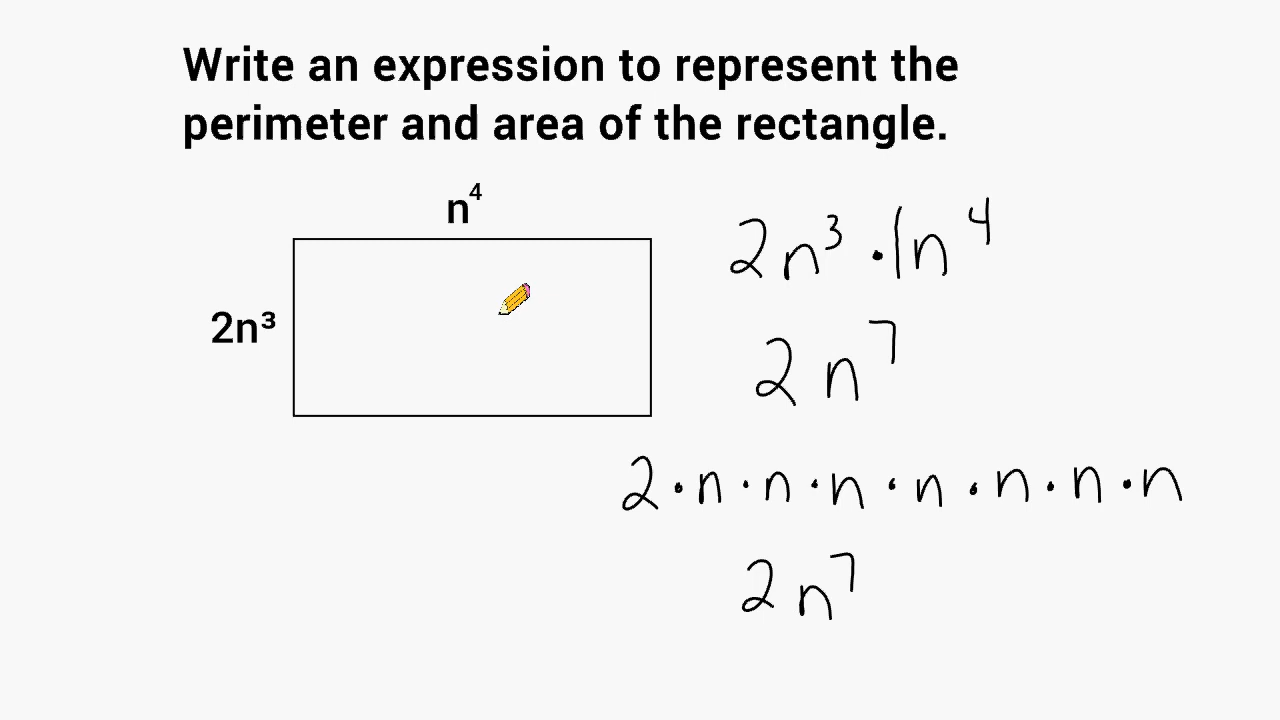 Write an expression to represent the
perimeter and area of the rectangle.
n⁴
2n³
2n³ · 1n⁴
2n⁷
2 · n · n · n · n · n · n · n
2n⁷